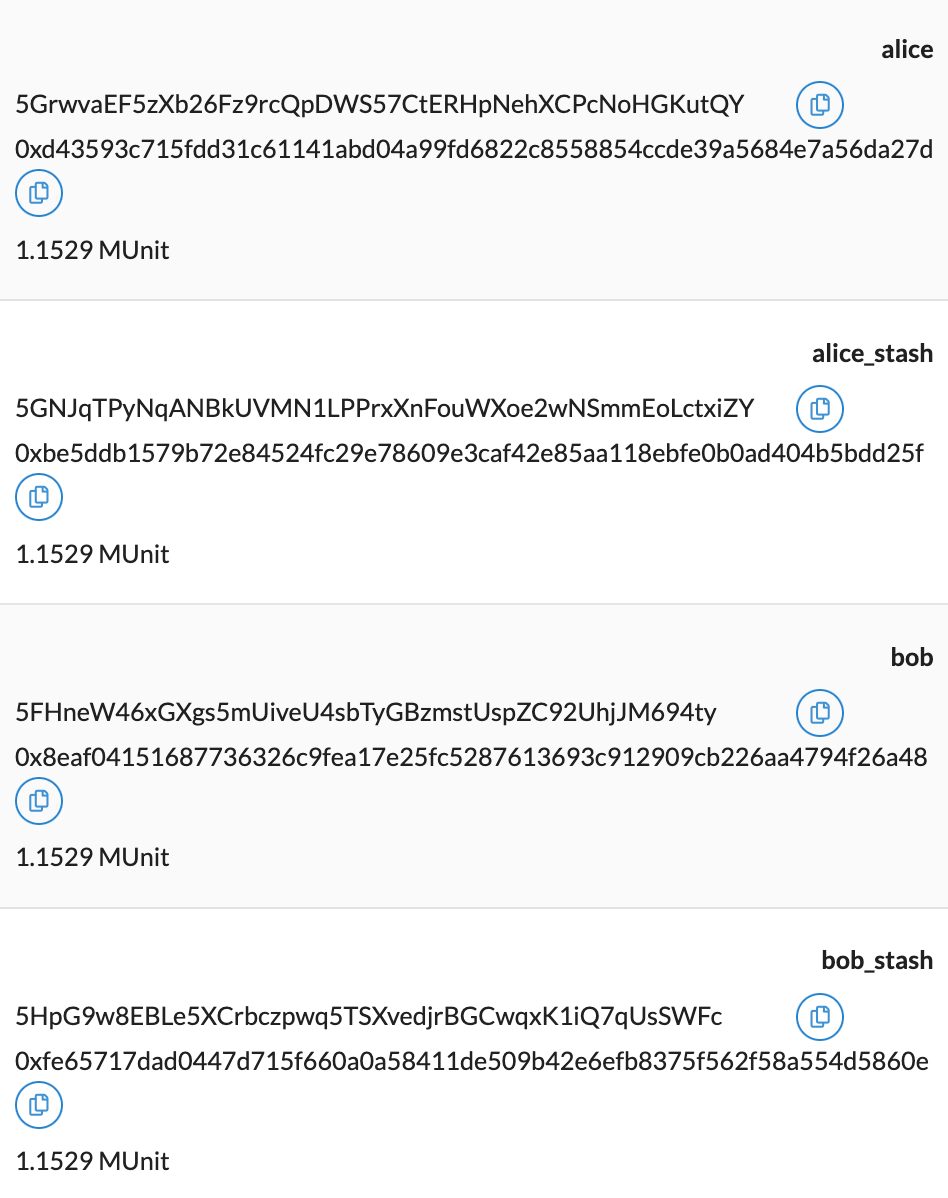 alice
5GrwvaEF5zXb26Fz9rcQpDWS57CtERHpNehXCPcNoHGKutQY
0xd43593c715fdd31c61141abd04a99fd6822c8558854ccde39a5684e7a56da27d
1.1529 MUnit
alice_stash
5GNJqTPyNqANBkUVMN1LPPrxXnFouWXoe2wNSmmEoLctxiZY
0xbe5ddb1579b72e84524fc29e78609e3caf42e85aa118ebfe0b0ad404b5bdd25f
1.1529 MUnit
bob
5FHneW46xGXgs5mUiveU4sbTyGBzmstUspZC92UhjJM694ty
0x8eaf04151687736326c9fea17e25fc5287613693c912909cb226aa4794f26a48
1.1529 MUnit
bob_stash
5HpG9w8EBLe5XCrbczpwq5TSXvedjrBGCwqxK1iQ7qUsSWFc
0xfe65717dad0447d715f660a0a58411de509b42e6efb8375f562f58a554d5860e
1.1529 MUnit